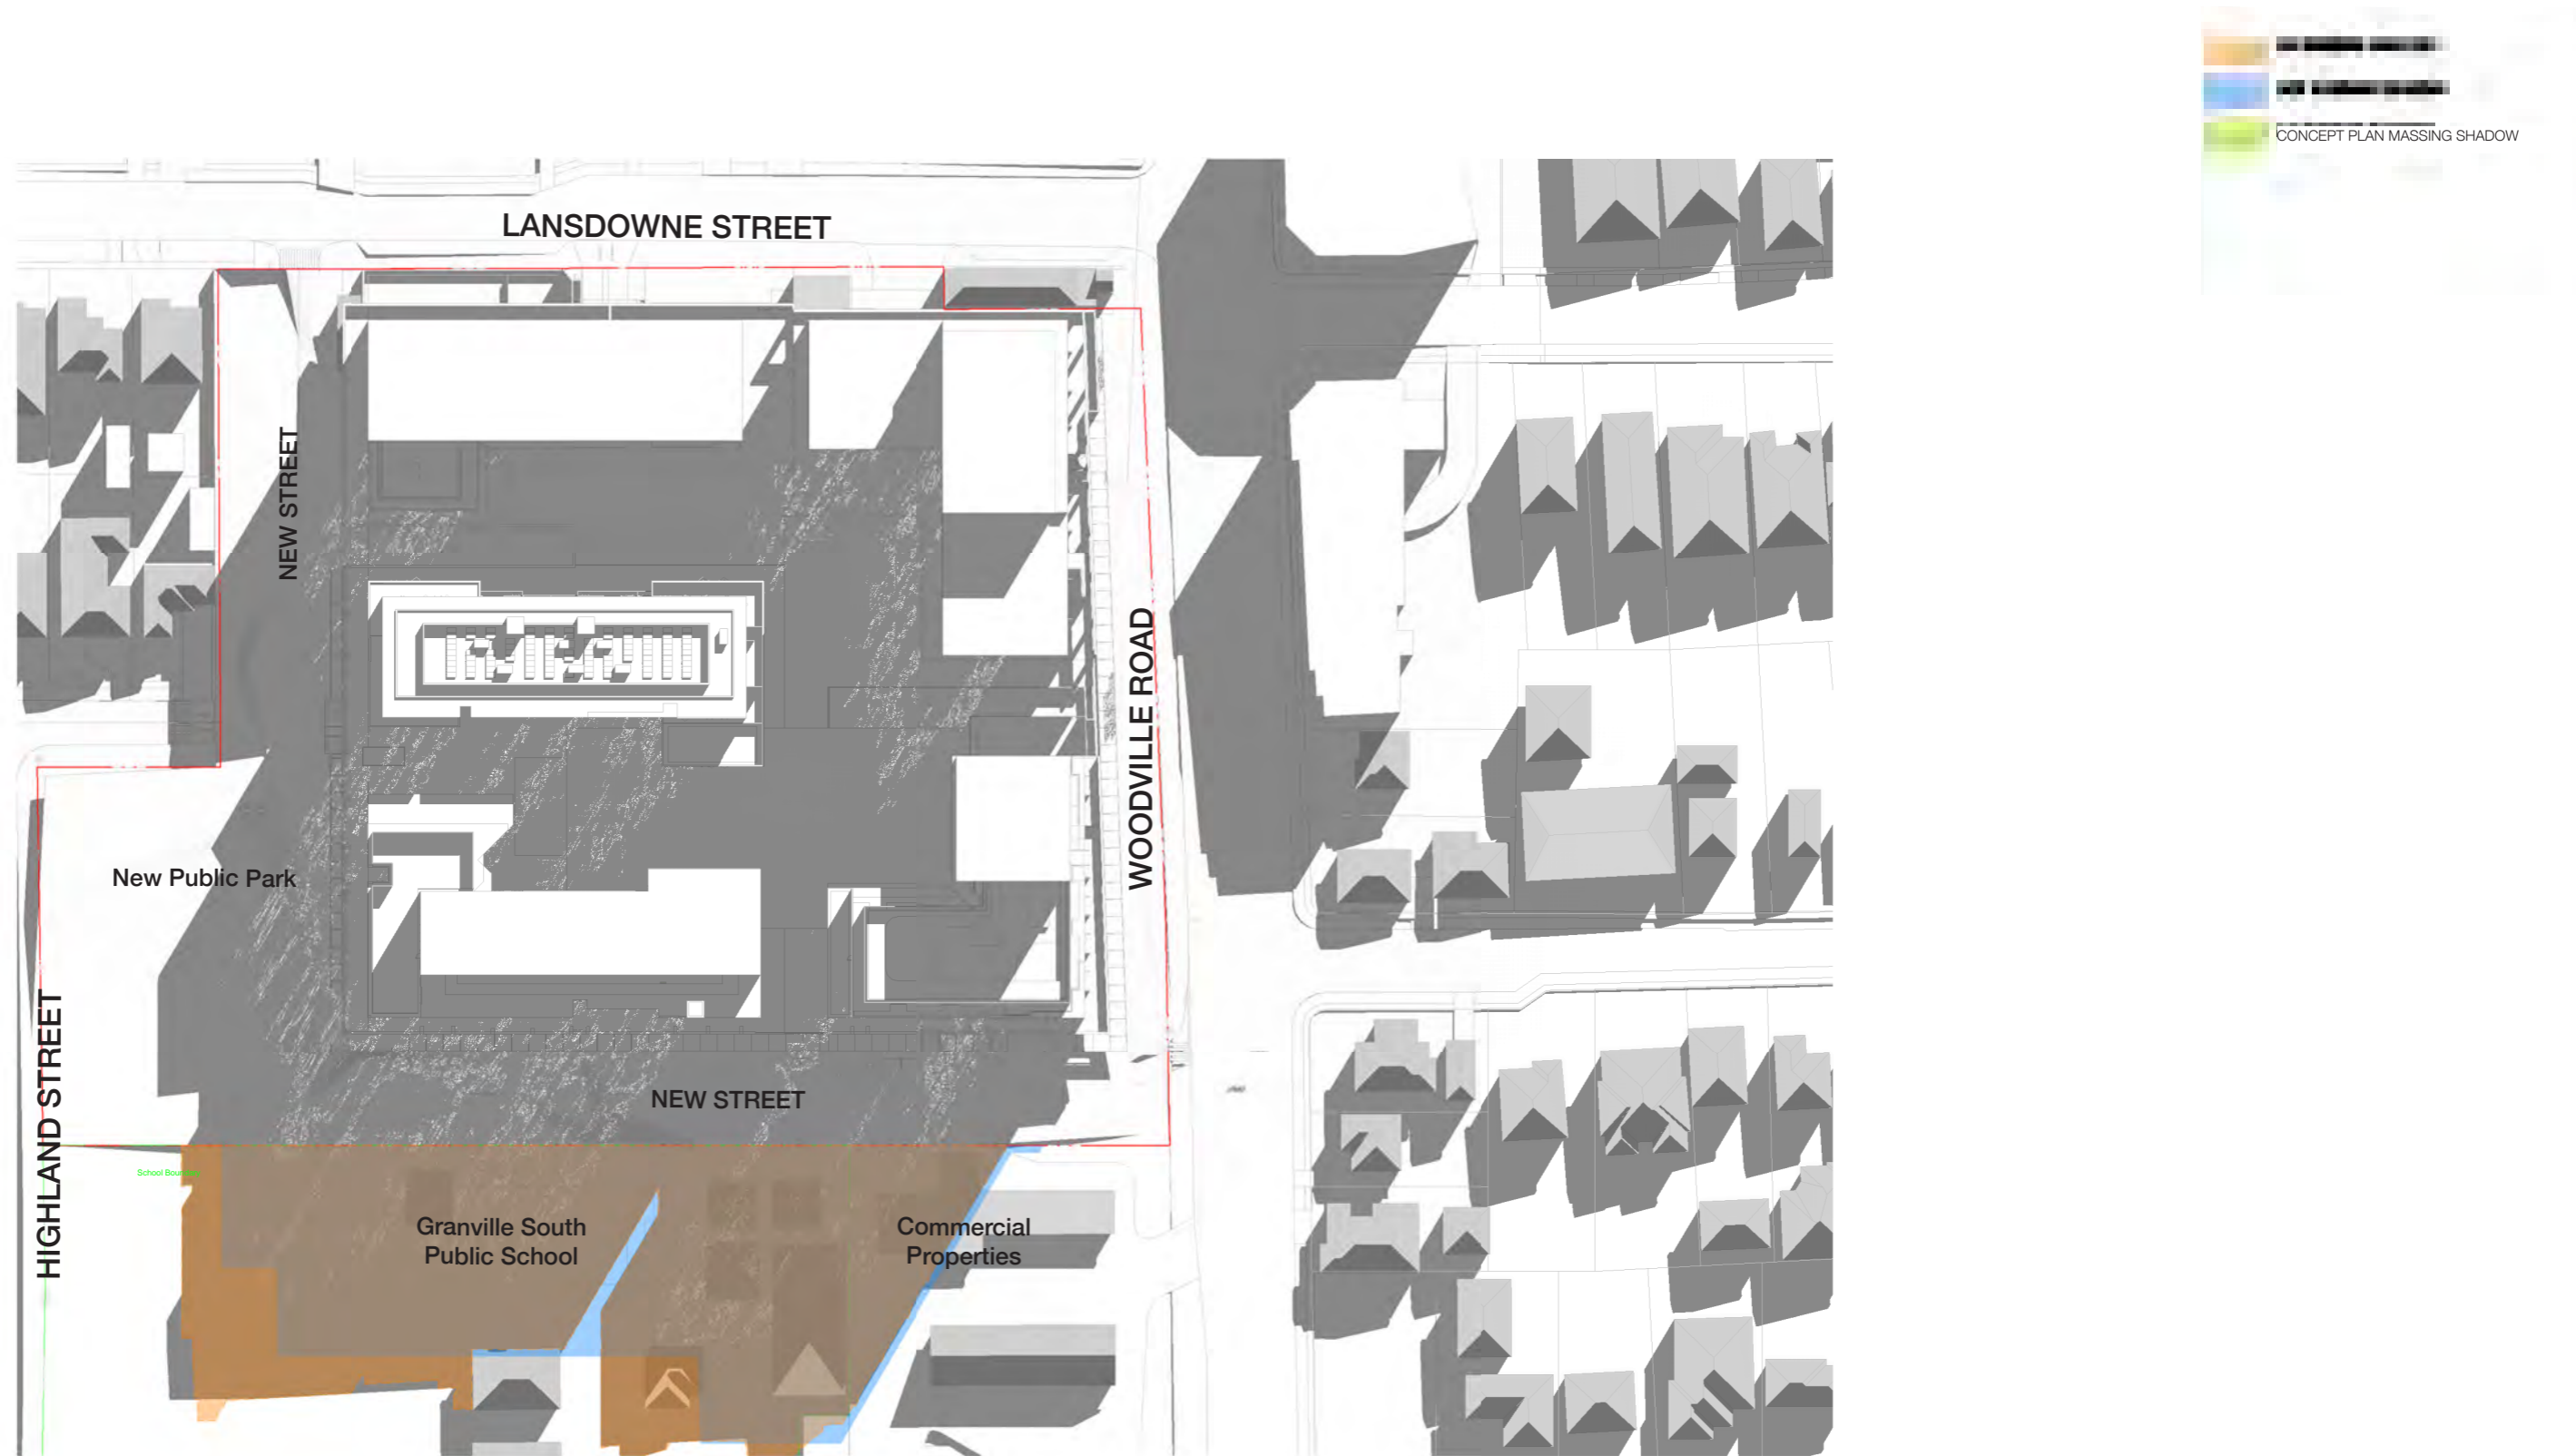 CONCEPT PLAN MASSING SHADOW
LANSDOWNE STREET
NEW STREET
WOODVILLE ROAD
New Public Park
HIGHLAND STREET
NEW STREET
Granville South
Public School
Commercial
Properties